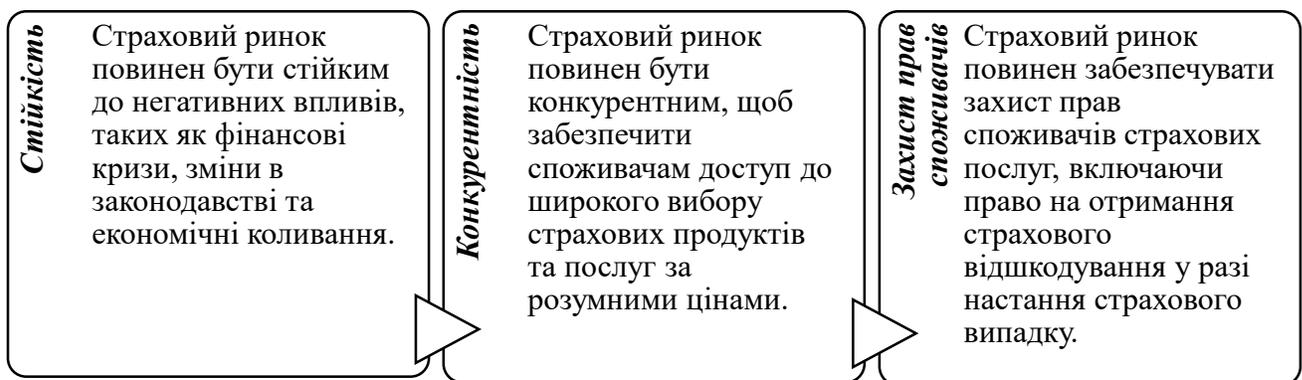 Стійкість
Страховий ринок
повинен бути стійким
до негативних впливів,
таких як фінансові
кризи, зміни в
законодавстві та
економічні коливання.
Конкурентність
Страховий ринок
повинен бути
конкурентним, щоб
забезпечити
споживачам доступ до
широкого вибору
страхових продуктів
та послуг за
розумними цінами.
Захист прав
споживачів
Страховий ринок
повинен забезпечувати
захист прав
споживачів страхових
послуг, включаючи
право на отримання
страхового
відшкодування у разі
настання страхового
випадку.